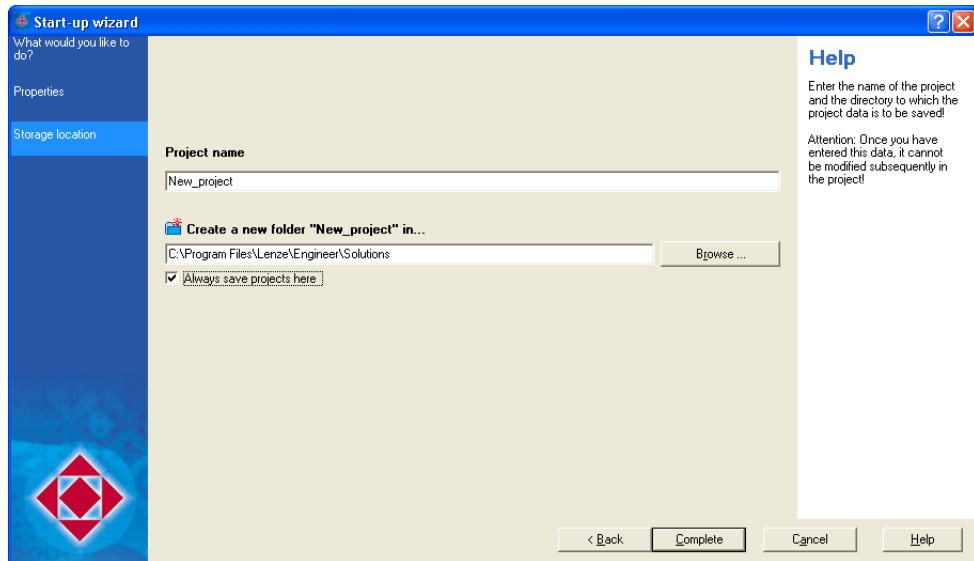 Start-up wizard
What would you like to
do?
Properties
Storage location
Project name
New_project
Create a new folder "New_project" in...
C:\Program Files\Lenze\Engineer\Solutions
Browse ...
Always save projects here
Help
Enter the name of the project
and the directory to which the
project data is to be saved!
Attention: Once you have
entered this data, it cannot
be modified subsequently in
the project!
< Back
Complete
Cancel
Help